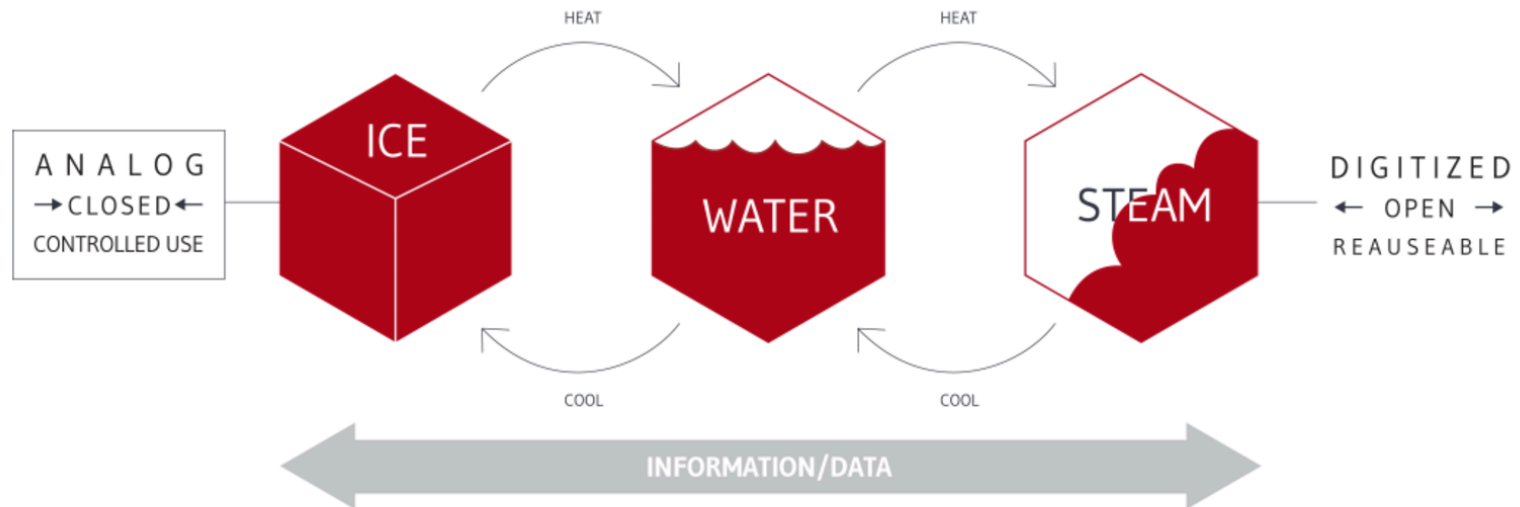 HEAT
HEAT
ANALOG
CLOSED
CONTROLLED USE
ICE
WATER
STEAM
DIGITIZED
OPEN
REAUSEABLE
COOL
COOL
INFORMATION/DATA